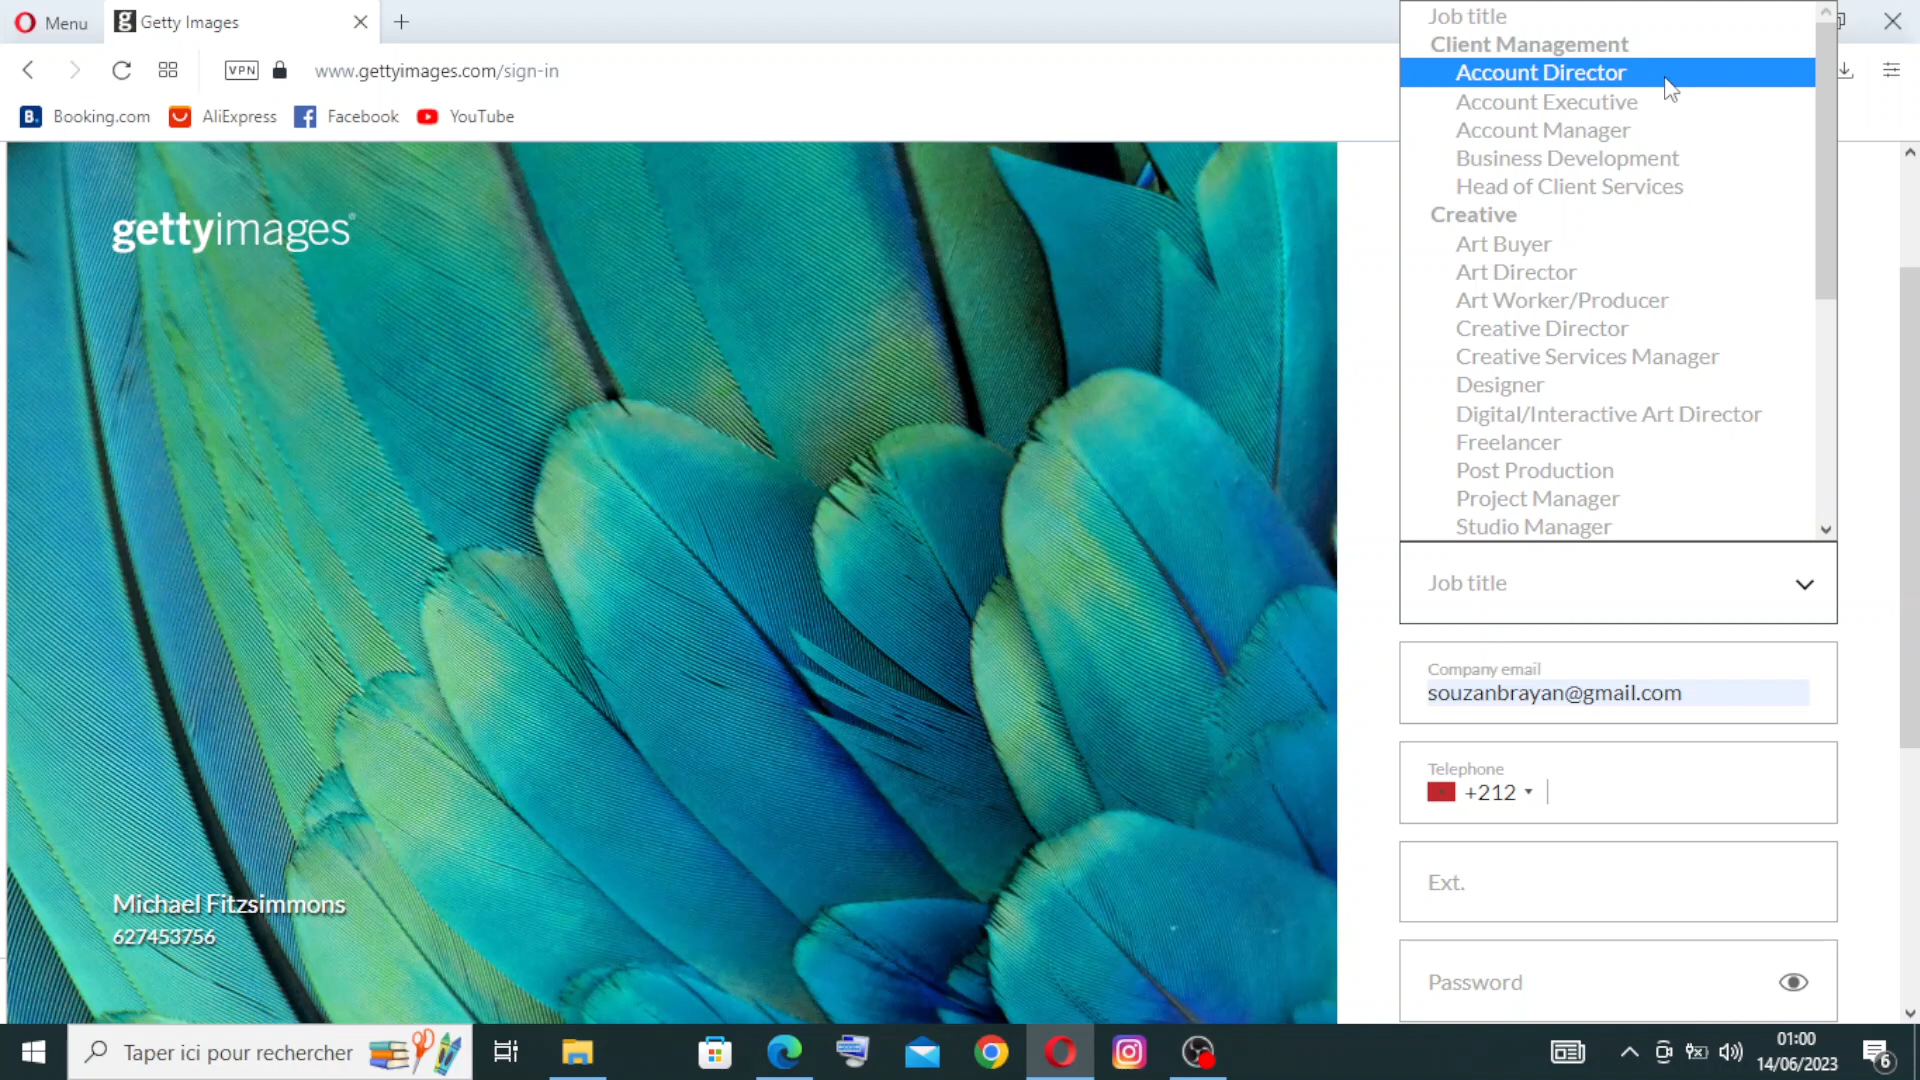 Menu
Getty Images
VPN
www.gettyimages.com/sign-in
Booking.com
AliExpress
Facebook
YouTube
gettyimages®
Michael Fitzsimmons
627453756
Job title
Client Management
Account Director
Account Executive
Account Manager
Business Development
Head of Client Services
Creative
Art Buyer
Art Director
Art Worker/Producer
Creative Director
Creative Services Manager
Designer
Digital/Interactive Art Director
Freelancer
Post Production
Project Manager
Studio Manager
Job title
Company email
souzanbrayan@gmail.com
Telephone
+212
Ext.
Password
Taper ici pour rechercher
01:00
14/06/2023
6